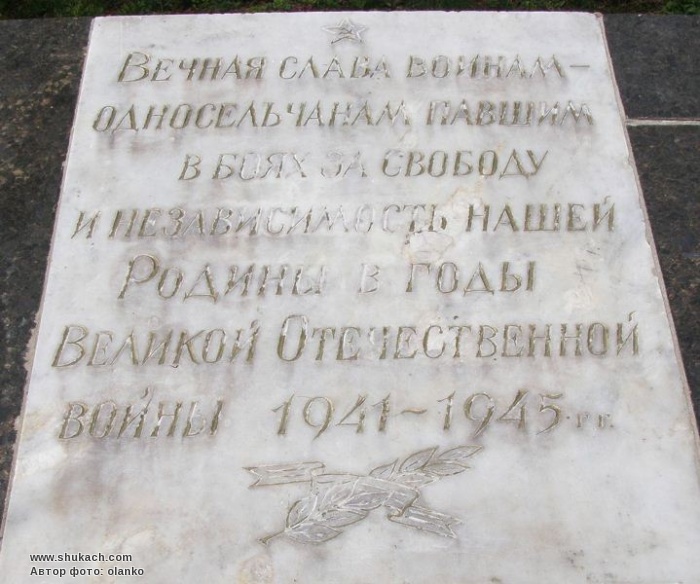 Вечная слава воинам-
односельчанам павшим
в боях за свободу
и независимость нашей
Родины в годы
Великой Отечественной
войны 1941-1945 г.г.
www.shukach.com
Автор фото: olanko